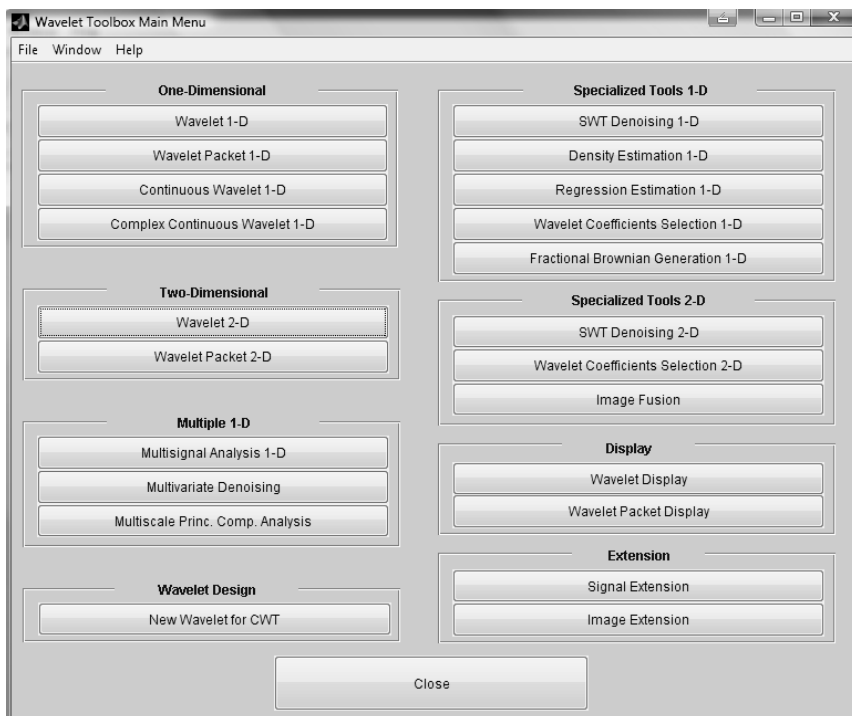 Wavelet Toolbox Main Menu
File Window Help
One-Dimensional
Wavelet 1-D
Wavelet Packet 1-D
Continuous Wavelet 1-D
Complex Continuous Wavelet 1-D
Two-Dimensional
Wavelet 2-D
Wavelet Packet 2-D
Multiple 1-D
Multisignal Analysis 1-D
Multivariate Denoising
Multiscale Princ. Comp. Analysis
Wavelet Design
New Wavelet for CWT
Specialized Tools 1-D
SWT Denoising 1-D
Density Estimation 1-D
Regression Estimation 1-D
Wavelet Coefficients Selection 1-D
Fractional Brownian Generation 1-D
Specialized Tools 2-D
SWT Denoising 2-D
Wavelet Coefficients Selection 2-D
Image Fusion
Display
Wavelet Display
Wavelet Packet Display
Extension
Signal Extension
Image Extension
Close